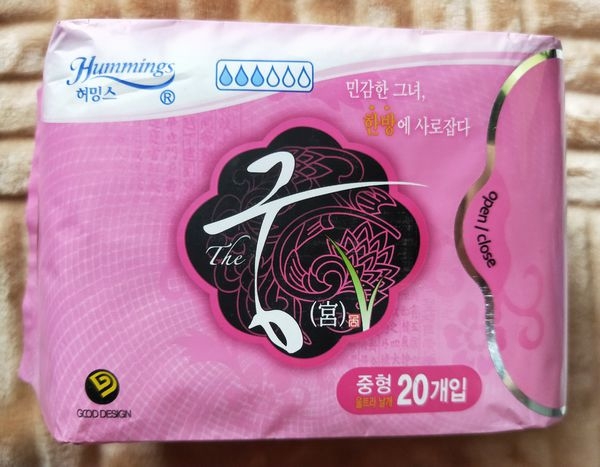 Hummings
허밍스 ®
민감한 그녀,
한방에 사로잡다
The 궁
(宮)
open / close
중형
울트라 날개
20개입
GOOD DESIGN